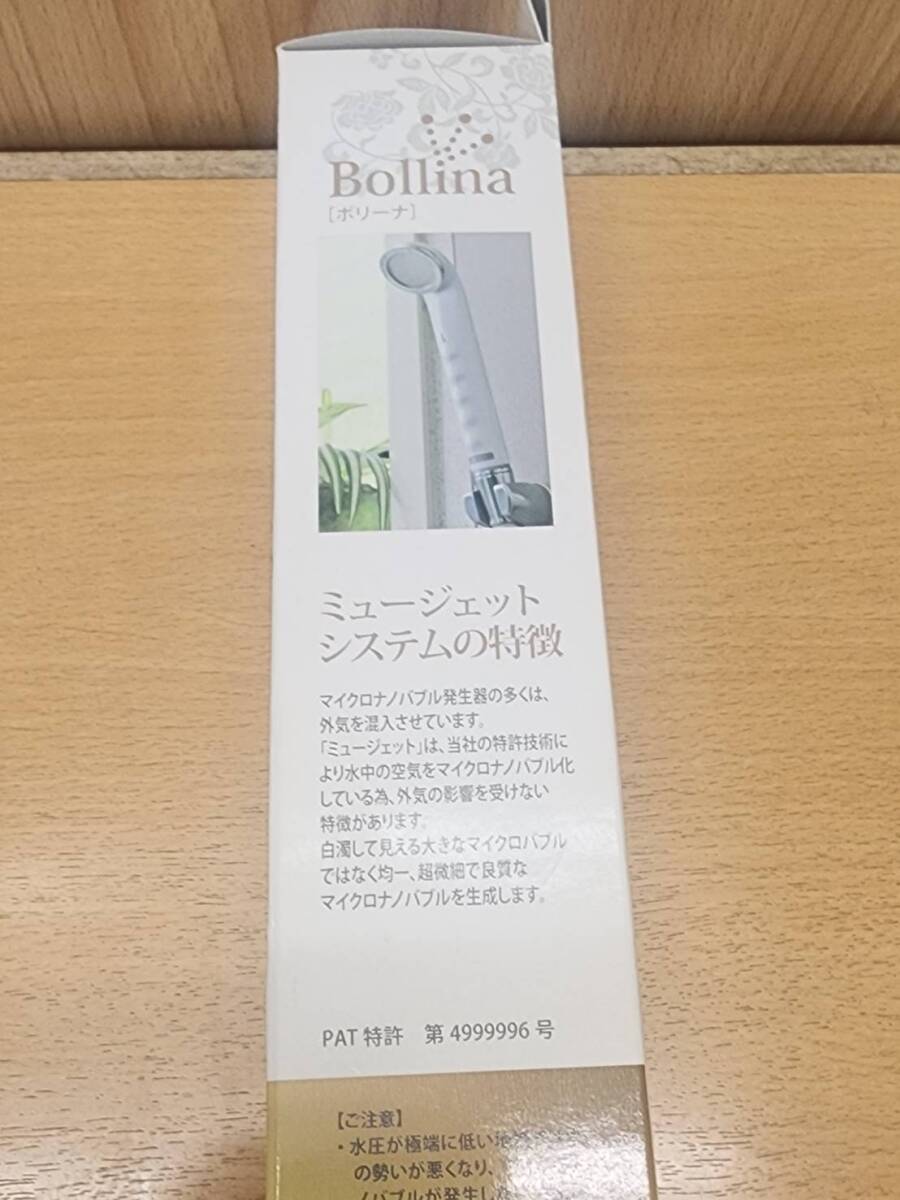 Bollina
[ボリーナ]
ミュージェット
システムの特徴
マイクロナノバブル発生器の多くは、
外気を混入させています。
「ミュージェット」は、当社の特許技術に
より水中の空気をマイクロナノバブル化
している為、外気の影響を受けない
特徴があります。
白濁して見える大きなマイクロバブル
ではなく均一、超微細で良質な
マイクロナノバブルを生成します。
PAT 特許 第 4999996 号
【ご注意】
・水圧が極端に低い
の勢いが悪くなり、
ノバブルが発生し